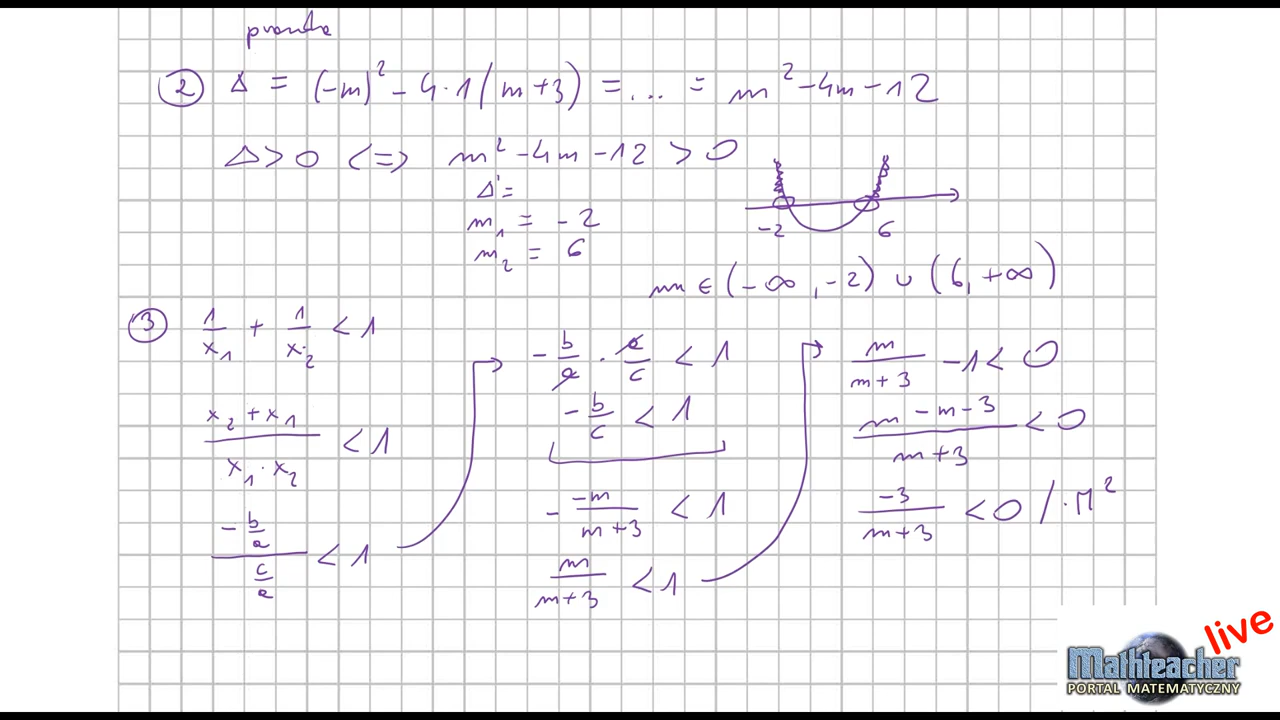 prawda
② Δ = (-m)² - 4·1(m+3) = ... = m² - 4m - 12
Δ > 0 <=> m² - 4m - 12 > 0
Δ' =
m₁ = -2
m₂ = 6
-2 6
m ∈ (-∞, -2) ∪ (6, +∞)
③ 1/x₁ + 1/x₂ < 1
(x₂ + x₁)/(x₁ · x₂) < 1
(-b/a)/(c/a) < 1
-b/a · a/c < 1
-b/c < 1
- (-m)/(m+3) < 1
m/(m+3) < 1
m/(m+3) - 1 < 0
(m - m - 3)/(m+3) < 0
-3/(m+3) < 0 / · M²
live
Mathteacher
PORTAL MATEMATYCZNY